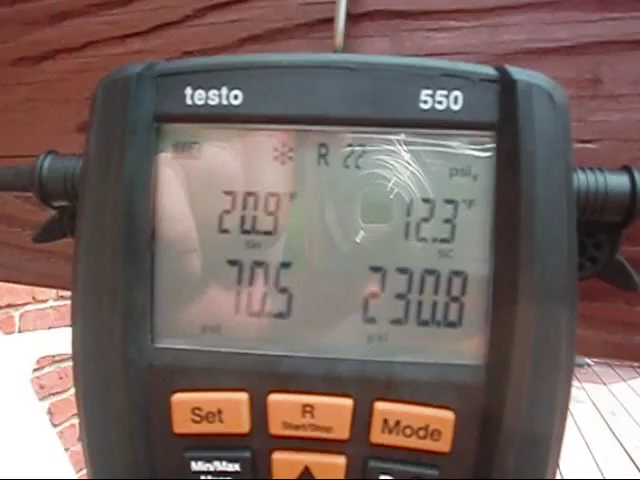 testo 550
R 22 psi
20.9 °F 12.3 °F
SH SC
70.5 230.8
psi psi
Set R Start/Stop Mode
Min/Max